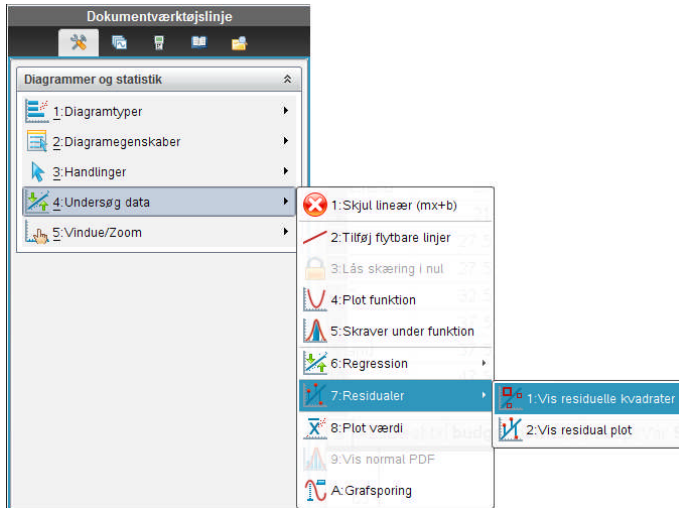 Dokumentværktøjslinje
Diagrammer og statistik
1:Diagramtyper
2:Diagramegenskaber
3:Handlinger
4:Undersøg data
5:Vindue/Zoom
1:Skjul lineær (mx+b)
2:Tilføj flytbare linjer
3:Lås skæring i nul
4:Plot funktion
5:Skraver under funktion
6:Regression
7:Residualer
8:Plot værdi
9:Vis normal PDF
A:Grafsporing
1:Vis residuelle kvadrater
2:Vis residual plot